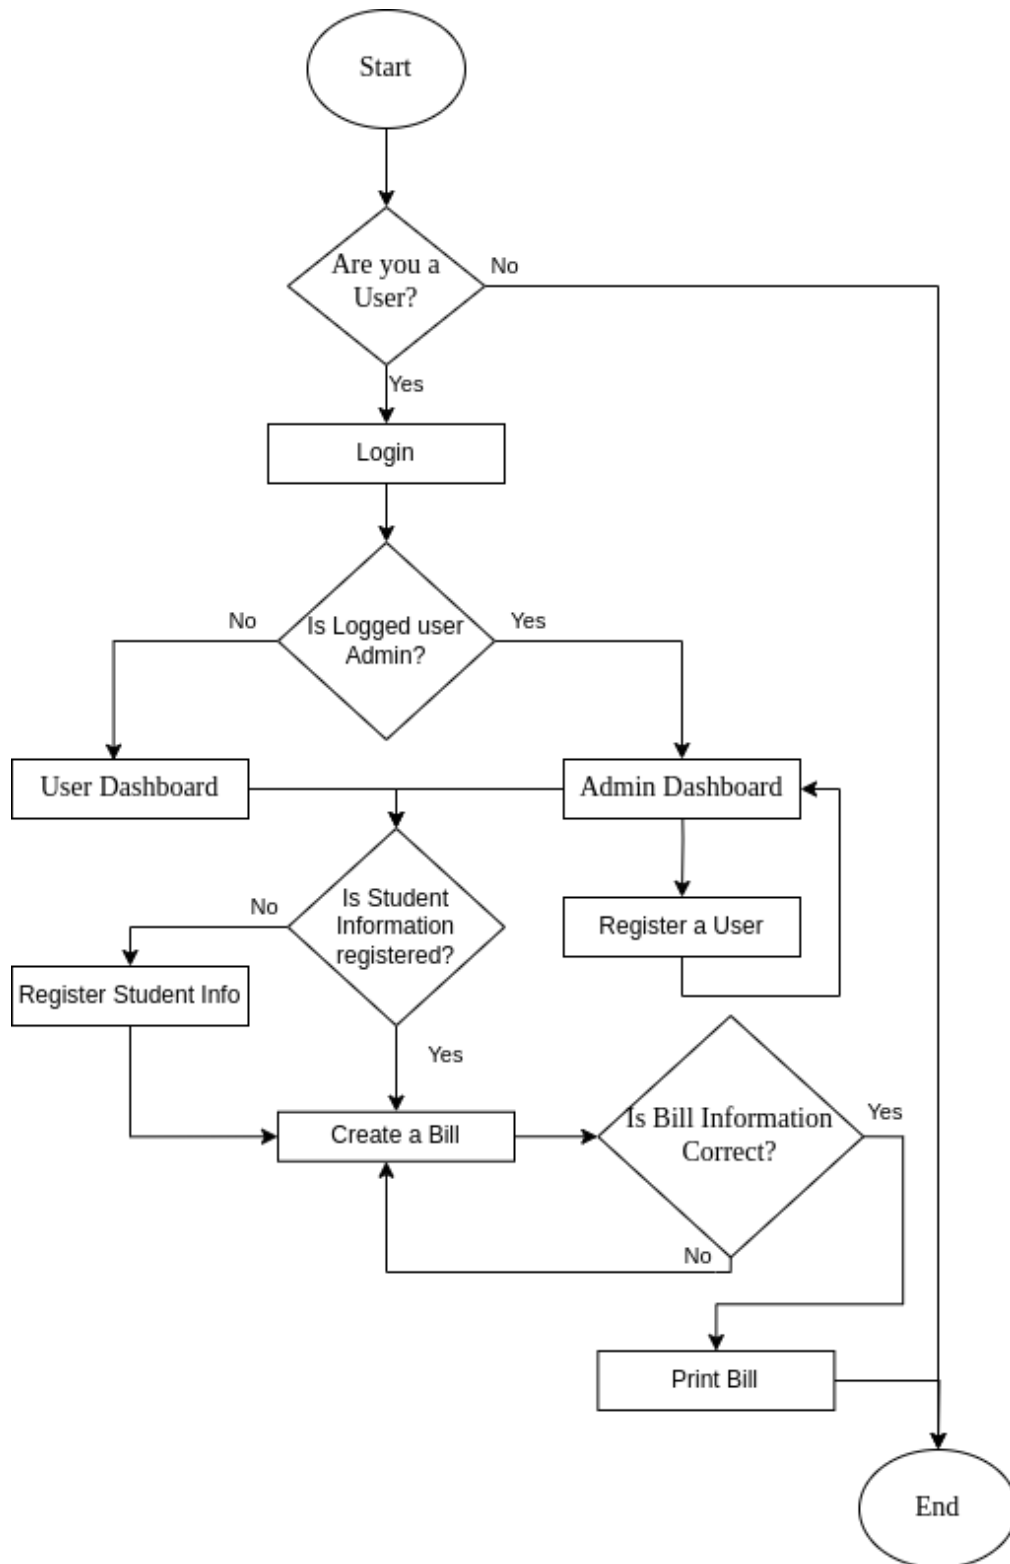 Start
Are you a
User?
No
Yes
Login
No
Is Logged user
Admin?
Yes
User Dashboard
Admin Dashboard
No
Is Student
Information
registered?
Register a User
Register Student Info
Yes
Create a Bill
Is Bill Information
Correct?
Yes
No
Print Bill
End